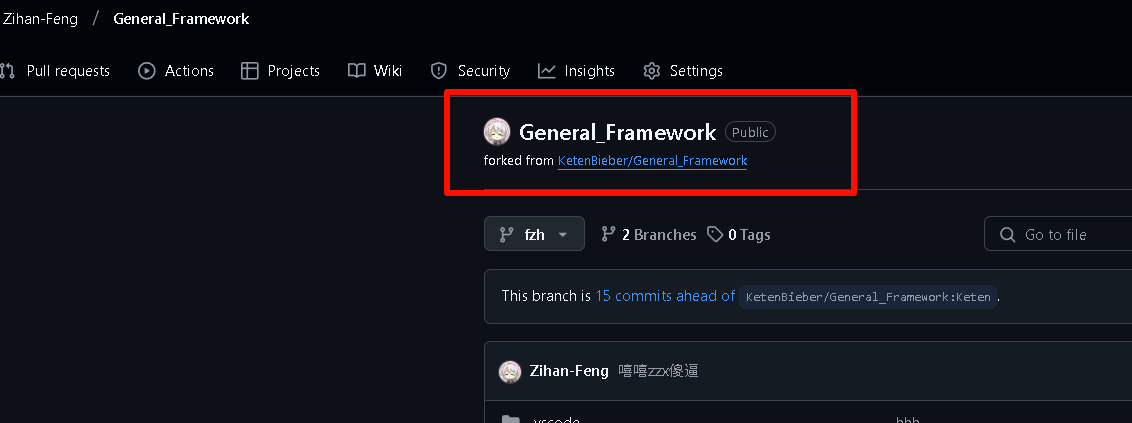 Zihan-Feng / General_Framework
Pull requests Actions Projects Wiki Security Insights Settings
General_Framework Public
forked from KetenBieber/General_Framework
fzh 2 Branches 0 Tags Go to file
This branch is 15 commits ahead of KetenBieber/General_Framework:Keten.
Zihan-Feng 嘻嘻zzx傻逼
.vscode hhh